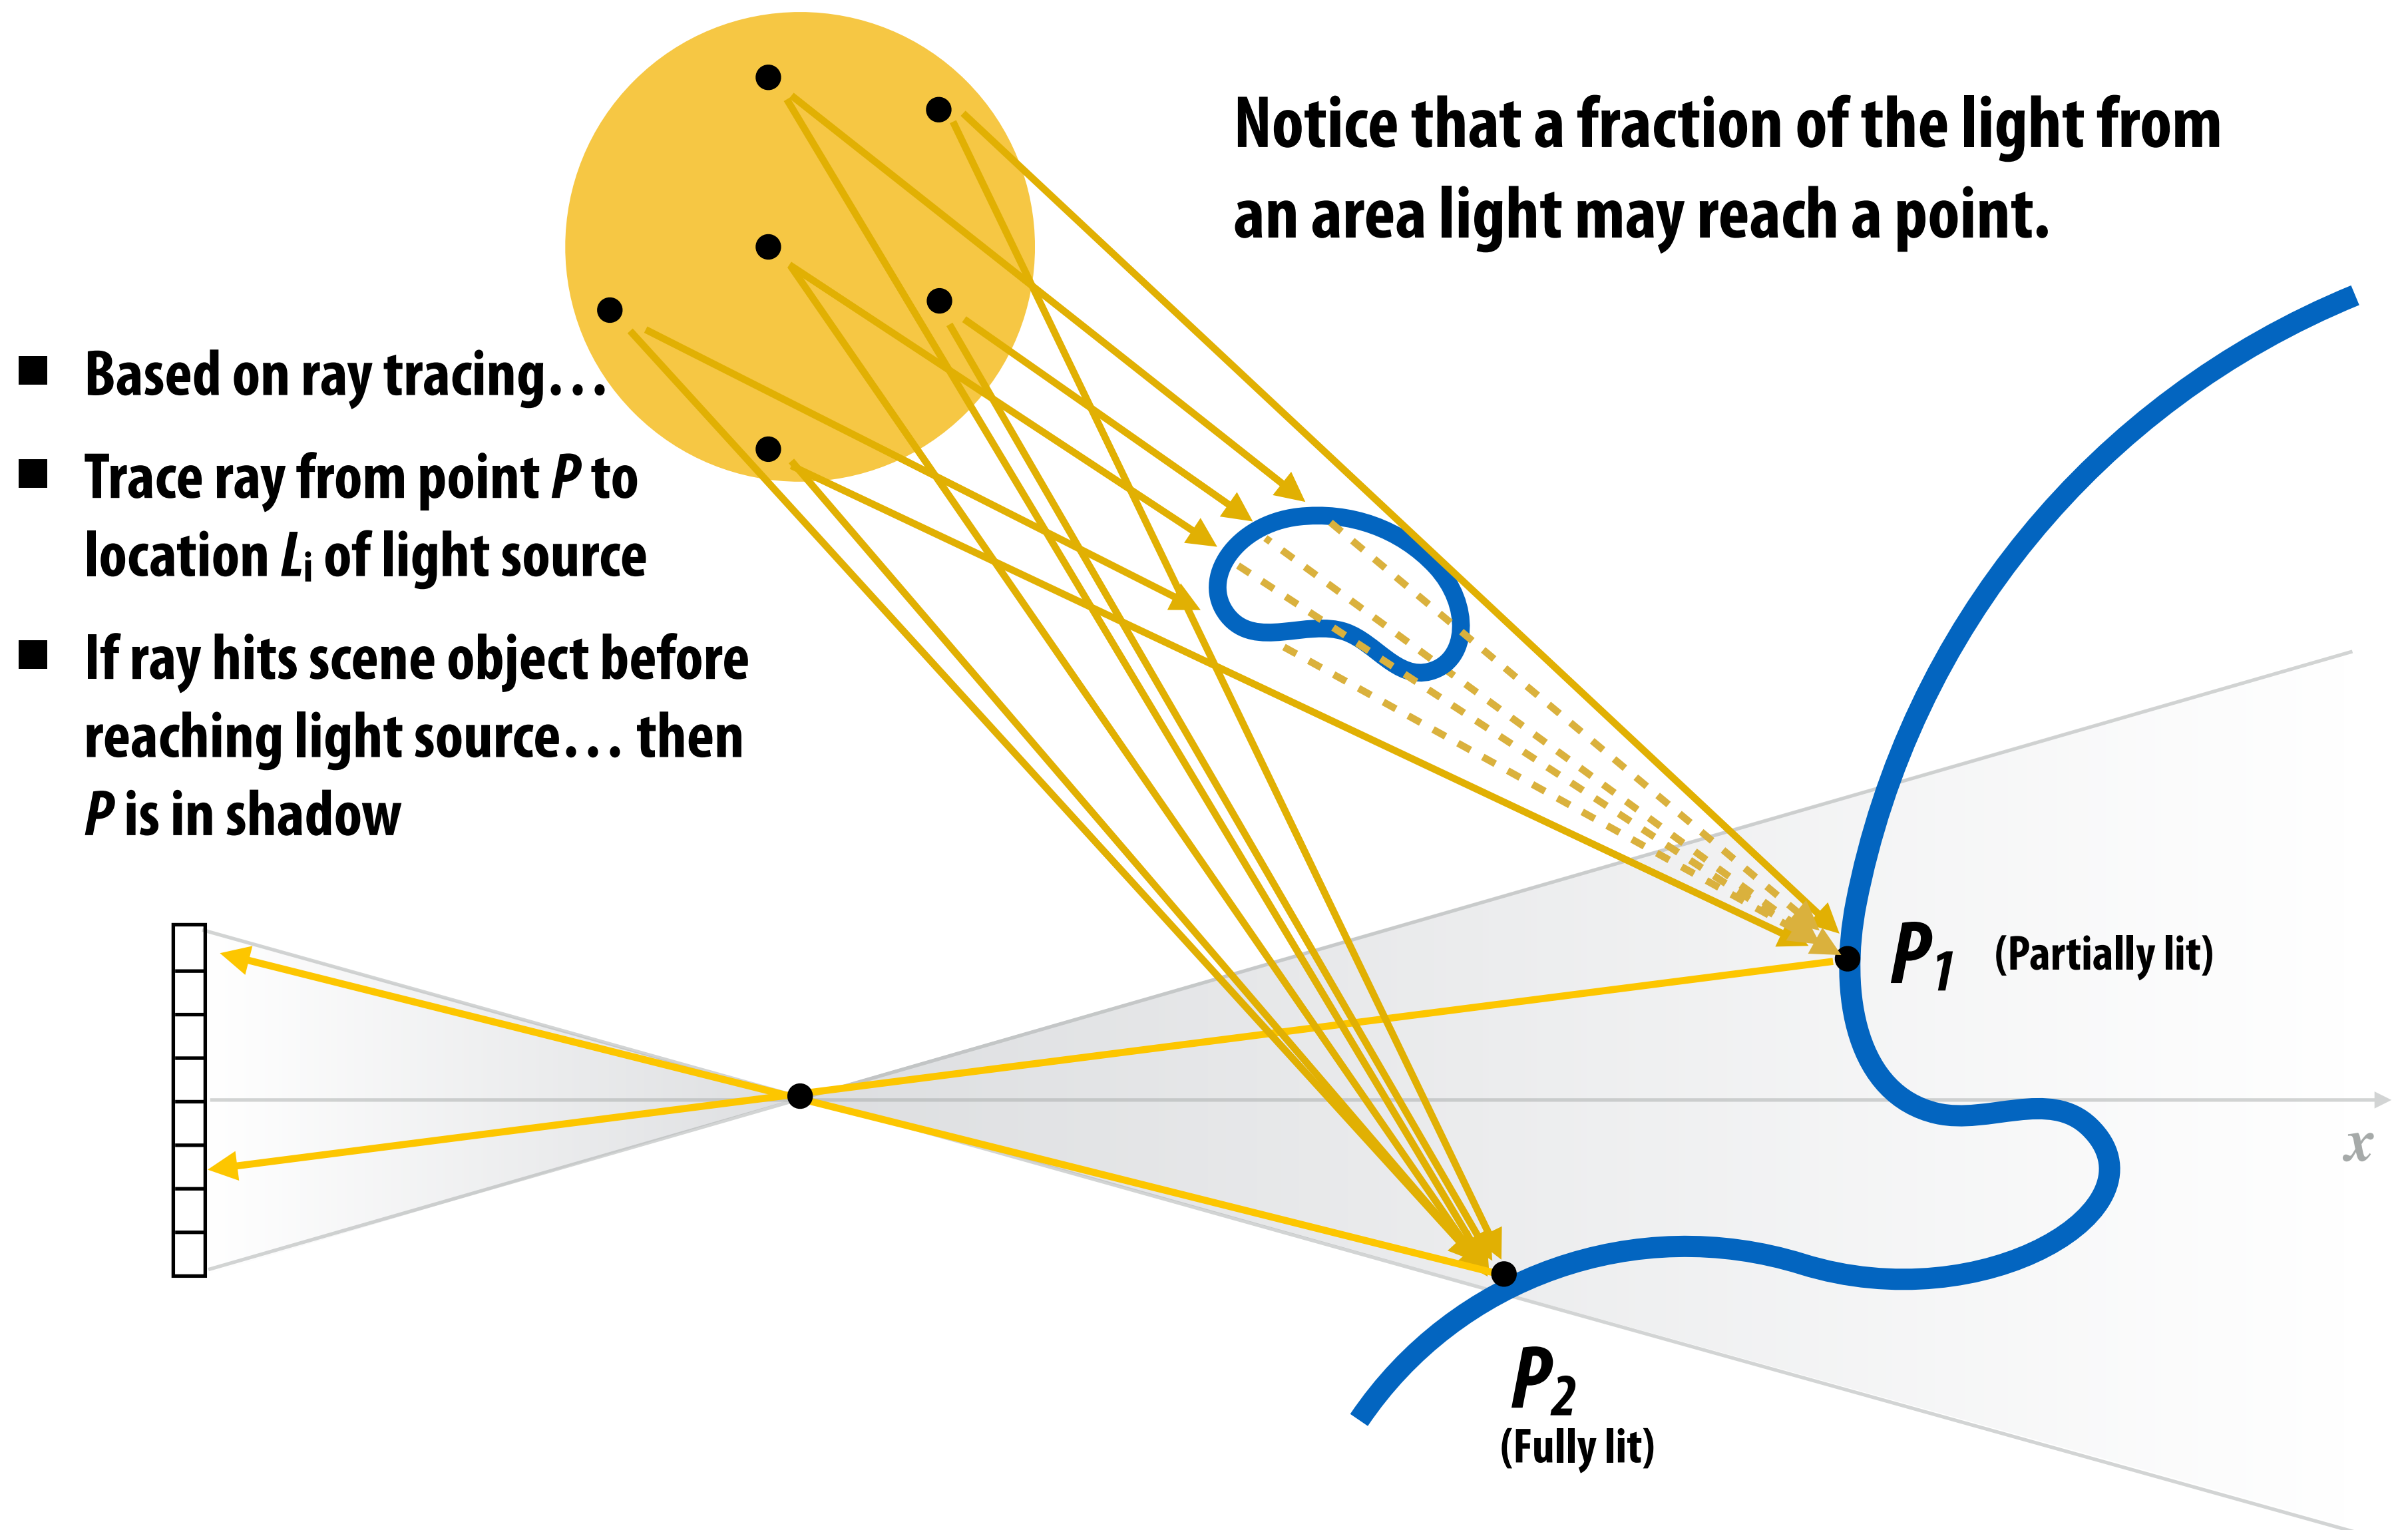 Notice that a fraction of the light from
an area light may reach a point.
■ Based on ray tracing…
■ Trace ray from point P to
location Li of light source
■ If ray hits scene object before
reaching light source… then
P is in shadow
P1 (Partially lit)
x
P2
(Fully lit)